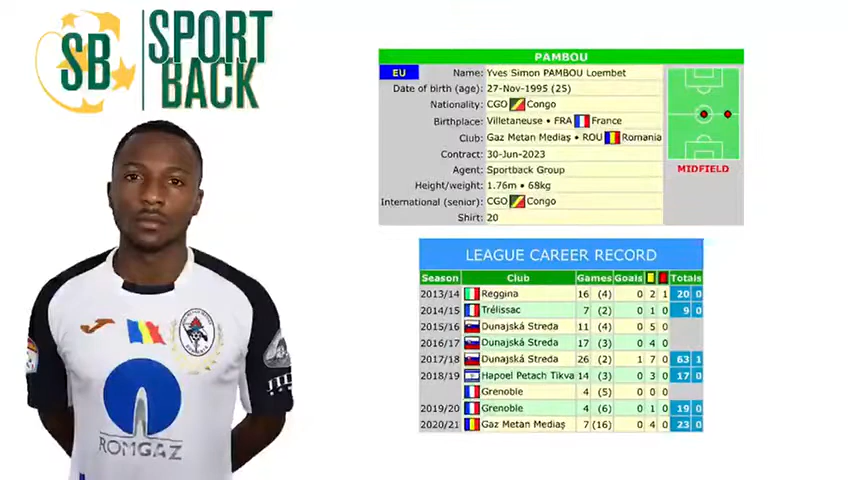 SB SPORT
BACK
PAMBOU
EU Name: Yves Simon PAMBOU Loembet
Date of birth (age): 27-Nov-1995 (25)
Nationality: CGO Congo
Birthplace: Villetaneuse • FRA France
Club: Gaz Metan Mediaş • ROU Romania
Contract: 30-Jun-2023
Agent: Sportback Group
Height/weight: 1.76m • 68kg
International (senior): CGO Congo
Shirt: 20
MIDFIELD
LEAGUE CAREER RECORD
Season Club Games Goals Totals
2013/14 Reggina 16 (4) 0 2 1 20 0
2014/15 Trélissac 7 (2) 0 1 0 9 0
2015/16 Dunajská Streda 11 (4) 0 5 0
2016/17 Dunajská Streda 17 (3) 0 4 0
2017/18 Dunajská Streda 26 (2) 1 7 0 63 1
2018/19 Hapoel Petach Tikva 14 (3) 0 3 0 17 0
Grenoble 4 (5) 0 0 0
2019/20 Grenoble 4 (6) 0 1 0 19 0
2020/21 Gaz Metan Mediaş 7 (16) 0 4 0 23 0
ROMGAZ